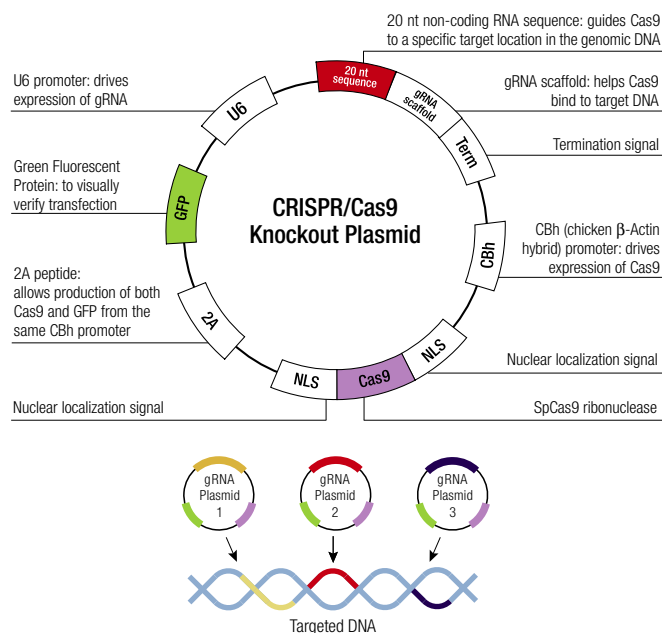 20 nt non-coding RNA sequence: guides Cas9
to a specific target location in the genomic DNA
U6 promoter: drives
expression of gRNA
20 nt
sequence
gRNA
scaffold
gRNA scaffold: helps Cas9
bind to target DNA
U6
Term
Termination signal
Green Fluorescent
Protein: to visually
verify transfection
GFP
CRISPR/Cas9
Knockout Plasmid
CBh
CBh (chicken β-Actin
hybrid) promoter: drives
expression of Cas9
2A peptide:
allows production of both
Cas9 and GFP from the
same CBh promoter
2A
NLS
Cas9
NLS
Nuclear localization signal
Nuclear localization signal
SpCas9 ribonuclease
gRNA
Plasmid
1
gRNA
Plasmid
2
gRNA
Plasmid
3
Targeted DNA